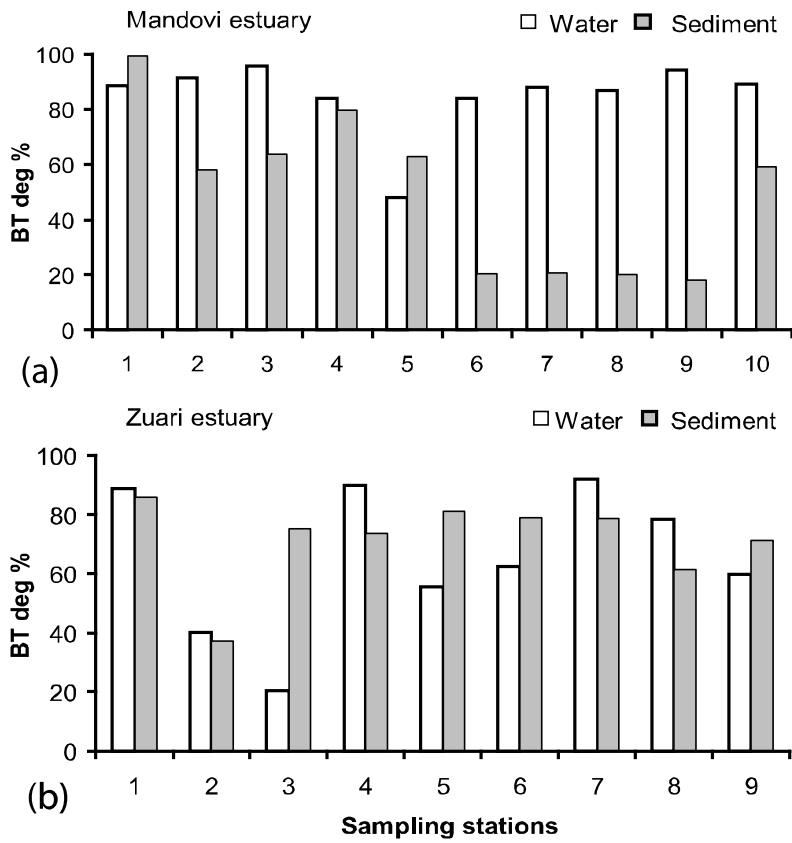 Mandovi estuary Water Sediment
100
80
60
40
20
0
BT deg %
1 2 3 4 5 6 7 8 9 10
(a)
Zuari estuary Water Sediment
100
80
60
40
20
0
BT deg %
1 2 3 4 5 6 7 8 9
(b)
Sampling stations